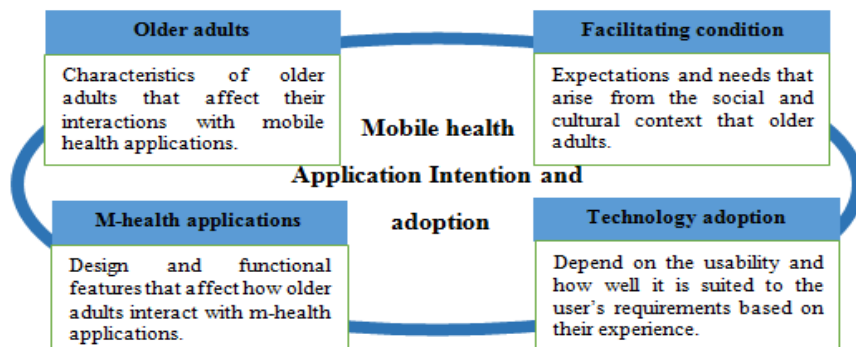 Older adults
Characteristics of older
adults that affect their
interactions with mobile
health applications.
Facilitating condition
Expectations and needs that
arise from the social and
cultural context that older
adults.
Mobile health
Application Intention and
adoption
M-health applications
Design and functional
features that affect how older
adults interact with m-health
applications.
Technology adoption
Depend on the usability and
how well it is suited to the
user's requirements based on
their experience.